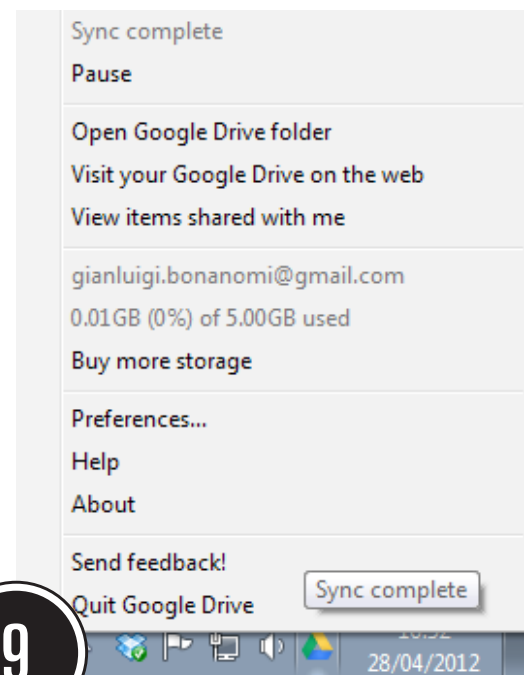 Sync complete
Pause
Open Google Drive folder
Visit your Google Drive on the web
View items shared with me
gianluigi.bonanomi@gmail.com
0.01GB (0%) of 5.00GB used
Buy more storage
Preferences...
Help
About
Send feedback!
Quit Google Drive
Sync complete
9
28/04/2012